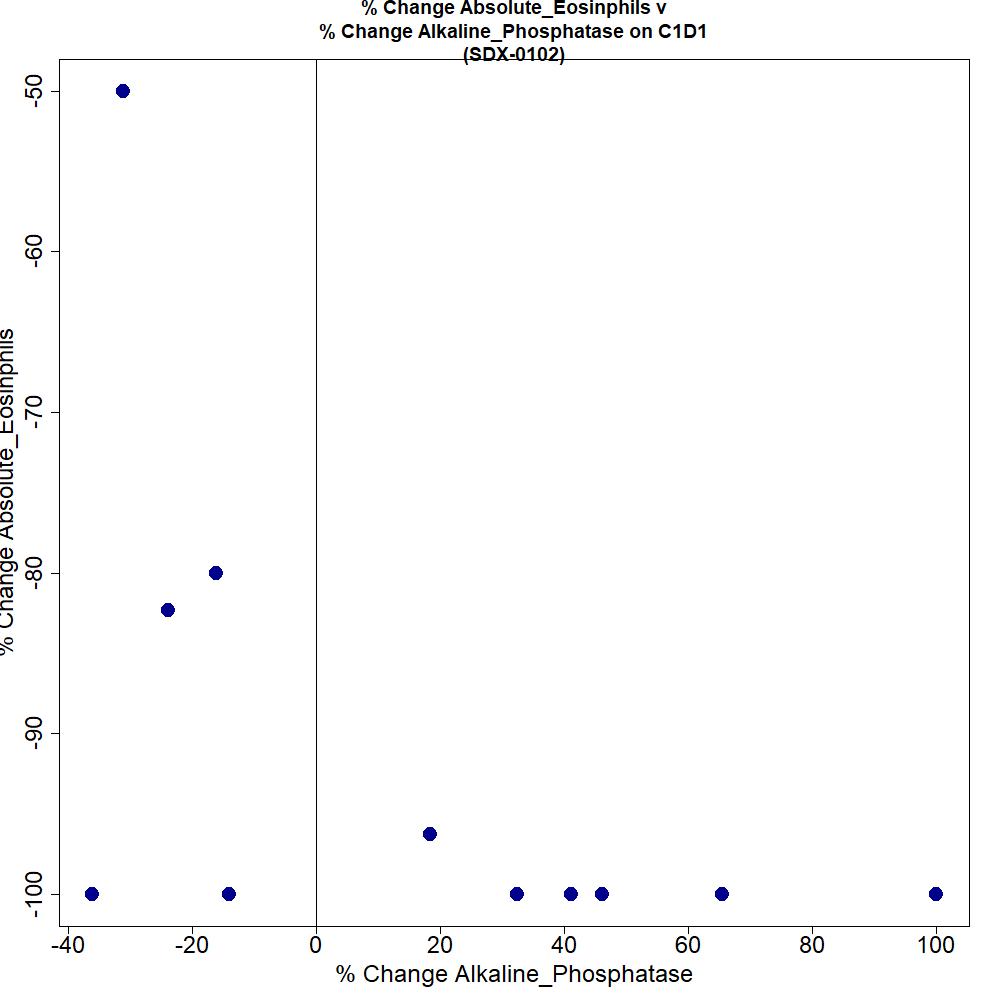 % Change Absolute_Eosinphils v
% Change Alkaline_Phosphatase on C1D1
(SDX-0102)
% Change Absolute_Eosinphils
-50
-60
-70
-80
-90
-100
-40
-20
0
20
40
60
80
100
% Change Alkaline_Phosphatase